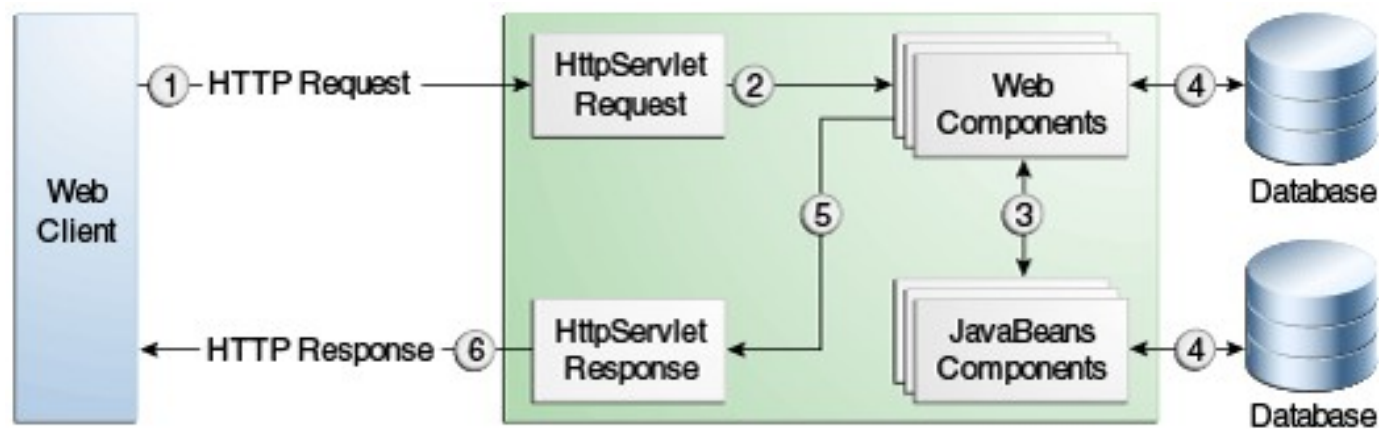 Web
Client
1
HTTP Request
HttpServlet
Request
2
Web
Components
4
Database
5
3
HTTP Response
6
HttpServlet
Response
JavaBeans
Components
4
Database